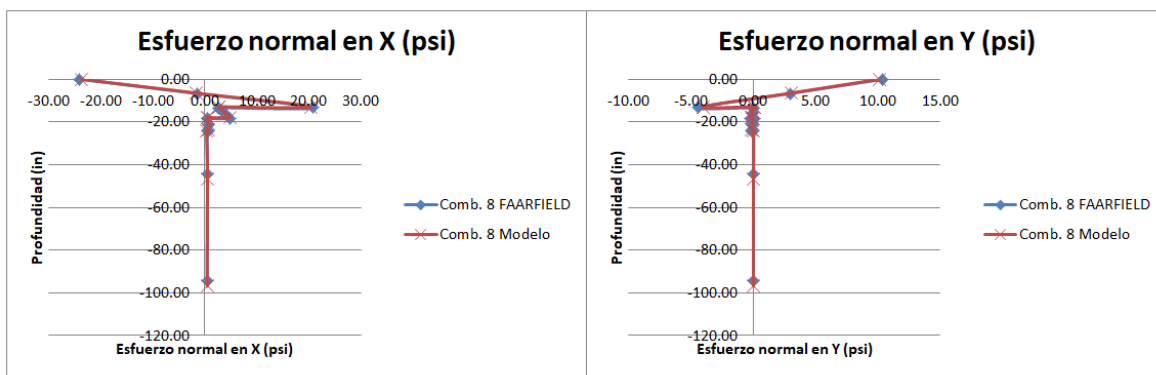 Esfuerzo normal en X (psi)
0.00
-30.00 -20.00 -10.00 0.00 10.00 20.00 30.00
-20.00
-40.00
-60.00
-80.00
-100.00
-120.00
Profundidad (in)
Esfuerzo normal en X (psi)
Comb. 8 FAARFIELD
Comb. 8 Modelo
Esfuerzo normal en Y (psi)
0.00
-10.00 -5.00 0.00 5.00 10.00 15.00
-20.00
-40.00
-60.00
-80.00
-100.00
-120.00
Profundidad (in)
Esfuerzo normal en Y (psi)
Comb. 8 FAARFIELD
Comb. 8 Modelo